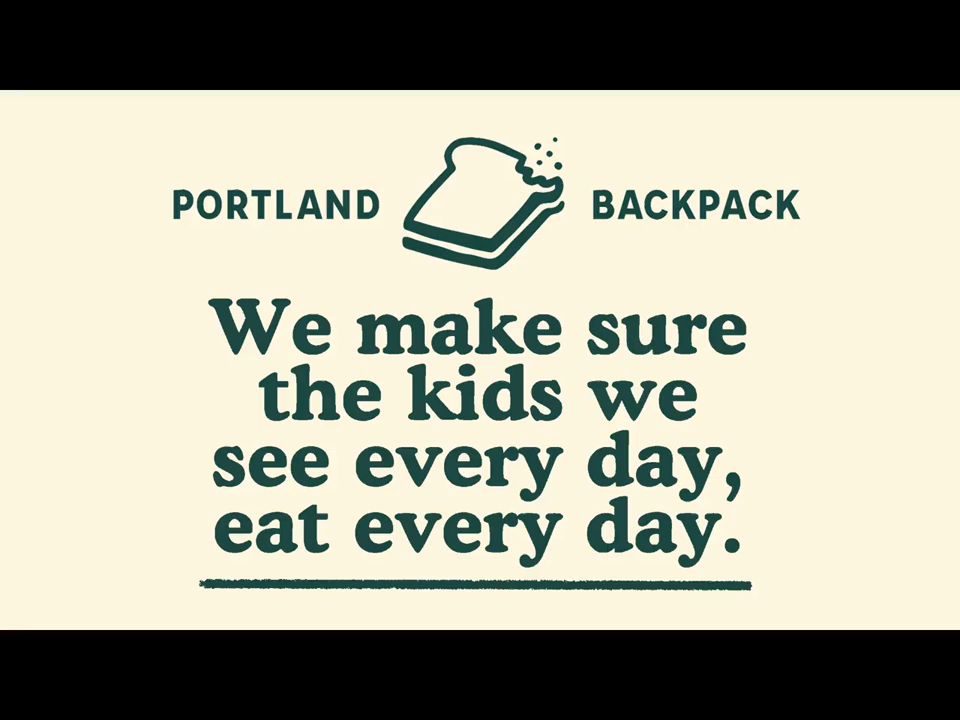 PORTLAND BACKPACK
We make sure
the kids we
see every day,
eat every day.